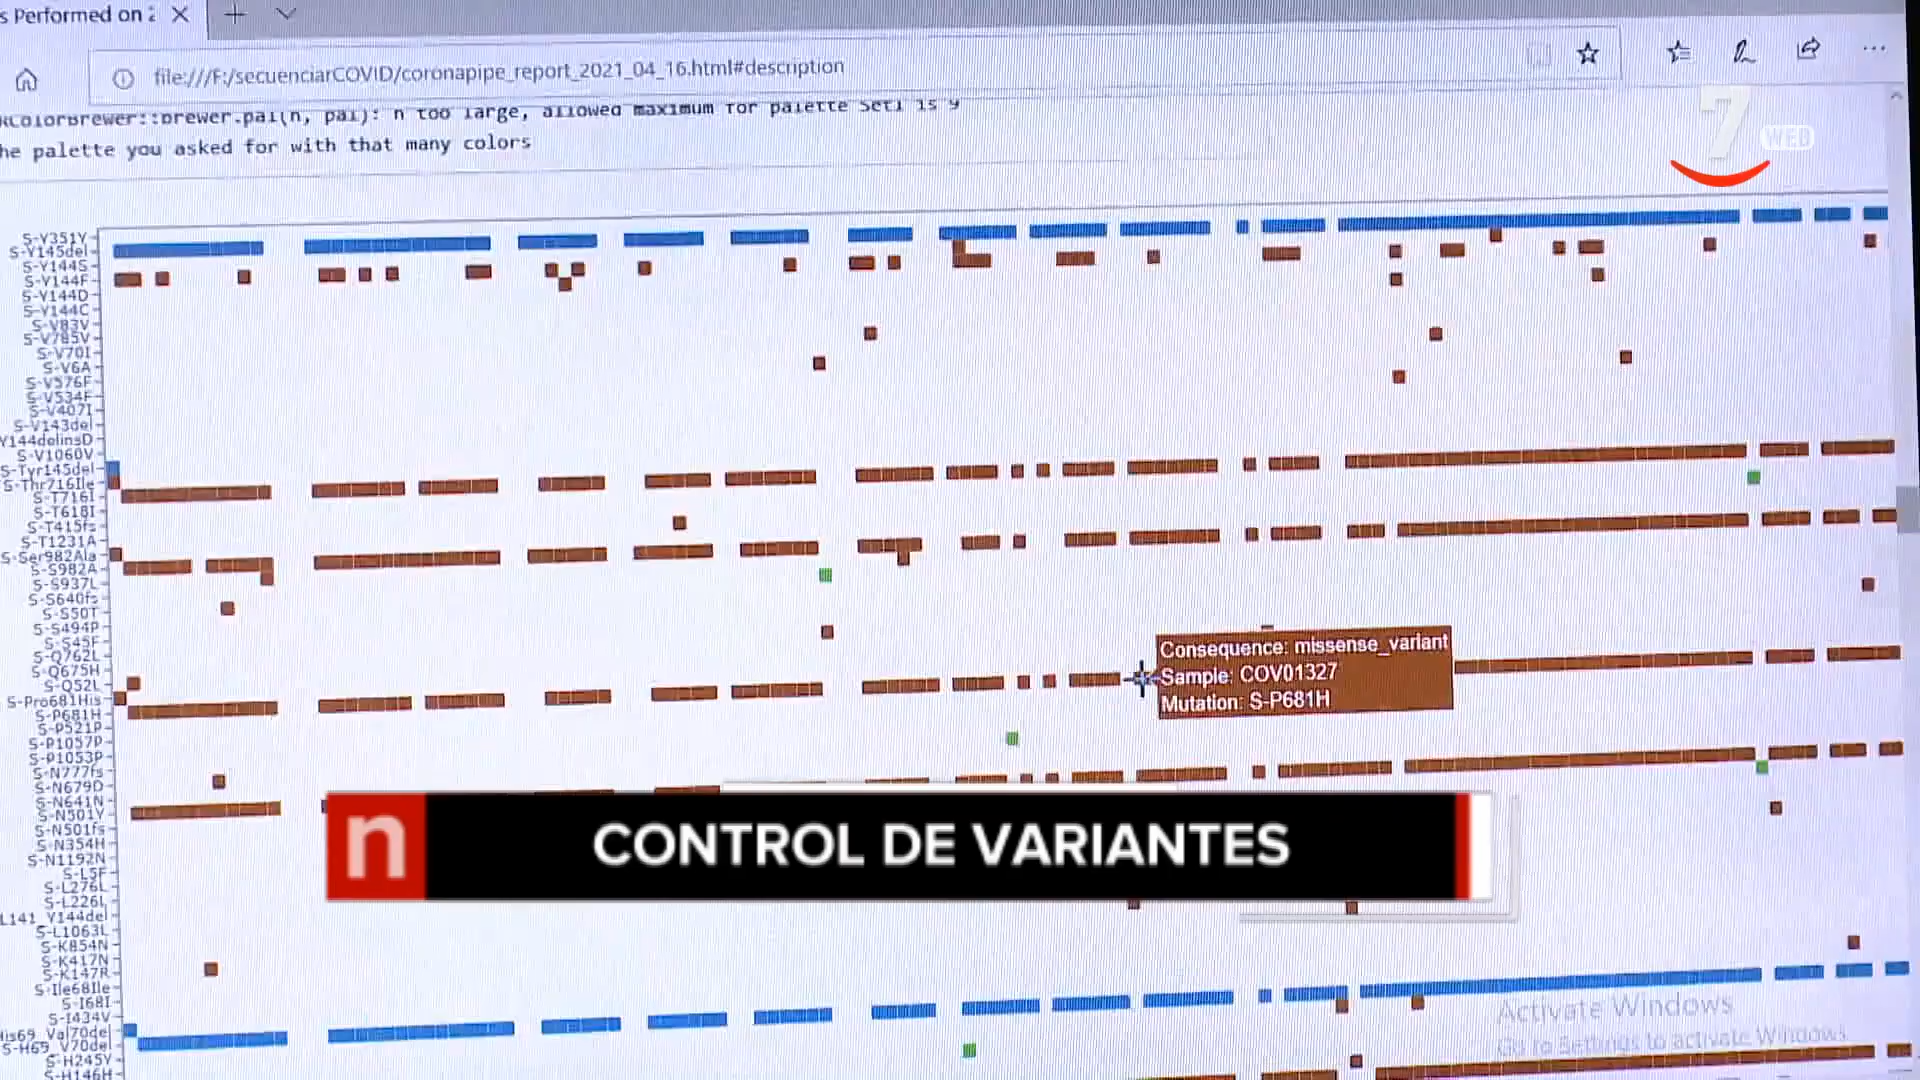 s Performed on 2
file:///F:/secuenciarCOVID/coronapipe_report_2021_04_16.html#description
RColorBrewer::brewer.pal(n, pal): n too large, allowed maximum for palette Set1 is 9
he palette you asked for with that many colors
7
WEB
S-Y351Y
S-Y145del
S-Y144S
S-Y144F
S-Y144D
S-Y144C
S-V83V
S-V785V
S-V70I
S-V6A
S-V576F
S-V534F
S-V407I
S-V143del
Y144delinsD
S-V1060V
S-Tyr145del
S-Thr716Ile
S-T716I
S-T618I
S-T415fs
S-T1231A
S-Ser982Ala
S-S982A
S-S937L
S-S640fs
S-S50T
S-S494P
S-S45F
S-Q762L
S-Q675H
S-Q52L
S-Pro681His
S-P681H
S-P521P
S-P1057P
S-P1053P
S-N777fs
S-N679D
S-N641N
S-N501Y
S-N501fs
S-N354H
S-N1192N
S-L5F
S-L276L
S-L226L
L141_Y144del
S-L1063L
S-K854N
S-K417N
S-K147R
S-Ile68Ile
S-I68I
S-I434V
His69_Val70del
S-H69_V70del
S-H245Y
S-H146H
Consequence: missense_variant
Sample: COV01327
Mutation: S-P681H
n CONTROL DE VARIANTES
Activate Windows
Go to Settings to activate Windows.